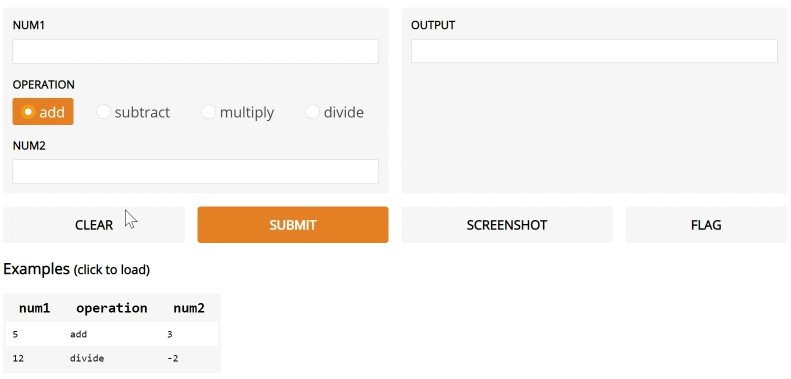 NUM1
OUTPUT
OPERATION
add subtract multiply divide
NUM2
CLEAR SUBMIT SCREENSHOT FLAG
Examples (click to load)
num1 operation num2
5 add 3
12 divide -2